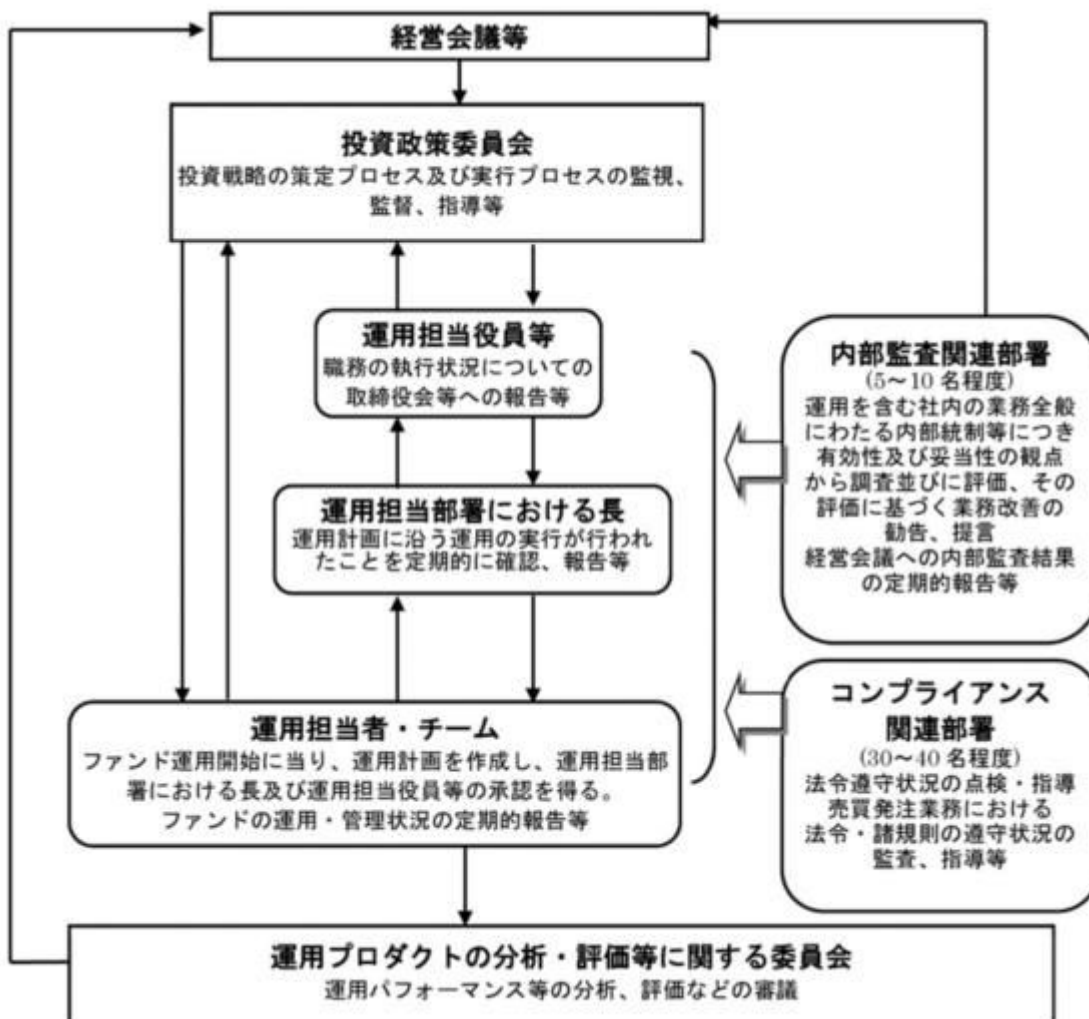 経営会議等
投資政策委員会
投資戦略の策定プロセス及び実行プロセスの監視、
監督、指導等
運用担当役員等
職務の執行状況についての
取締役会等への報告等
運用担当部署における長
運用計画に沿う運用の実行が行われ
たことを定期的に確認、報告等
運用担当者・チーム
ファンド運用開始に当り、運用計画を作成し、運用担当部
署における長及び運用担当役員等の承認を得る。
ファンドの運用・管理状況の定期的報告等
内部監査関連部署
(5～10 名程度)
運用を含む社内の業務全般
にわたる内部統制等につき
有効性及び妥当性の観点
から調査並びに評価、その
評価に基づく業務改善の
勧告、提言
経営会議への内部監査結果
の定期的報告等
コンプライアンス
関連部署
(30～40 名程度)
法令遵守状況の点検・指導
売買発注業務における
法令・諸規則の遵守状況の
監査、指導等
運用プロダクトの分析・評価等に関する委員会
運用パフォーマンス等の分析、評価などの審議